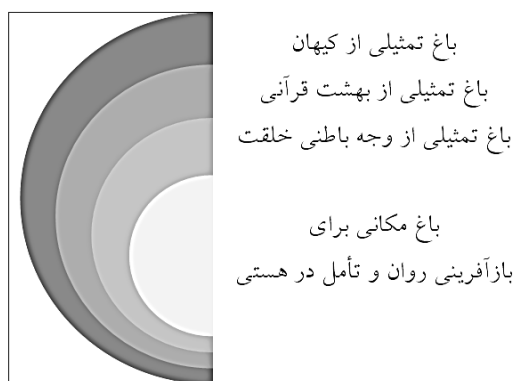 باغ تمثیلی از کیهان
باغ تمثیلی از بهشت قرآنی
باغ تمثیلی از وجه باطنی خلقت
باغ مکانی برای
بازآفرینی روان و تأمل در هستی